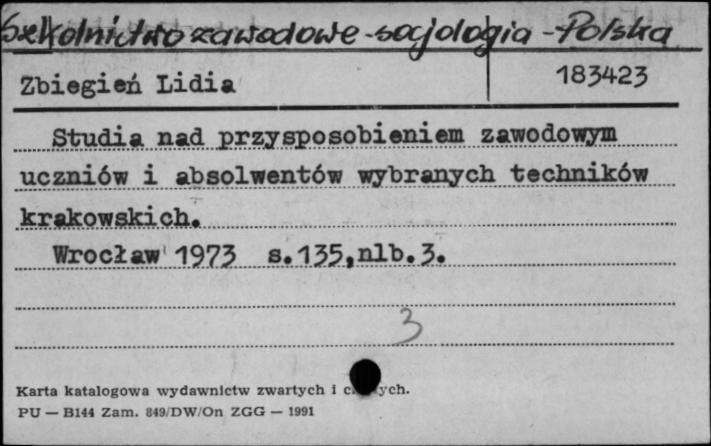 Szkolnictwo zawodowe-socjologia-Polska
Zbiegień Lidia 183423
Studia nad przysposobieniem zawodowym
uczniów i absolwentów wybranych techników
krakowskich.
Wrocław 1973 s.135,nlb.3.
3
Karta katalogowa wydawnictw zwartych i
PU — B144 Zam. 849/DW/On ZGG — 1991